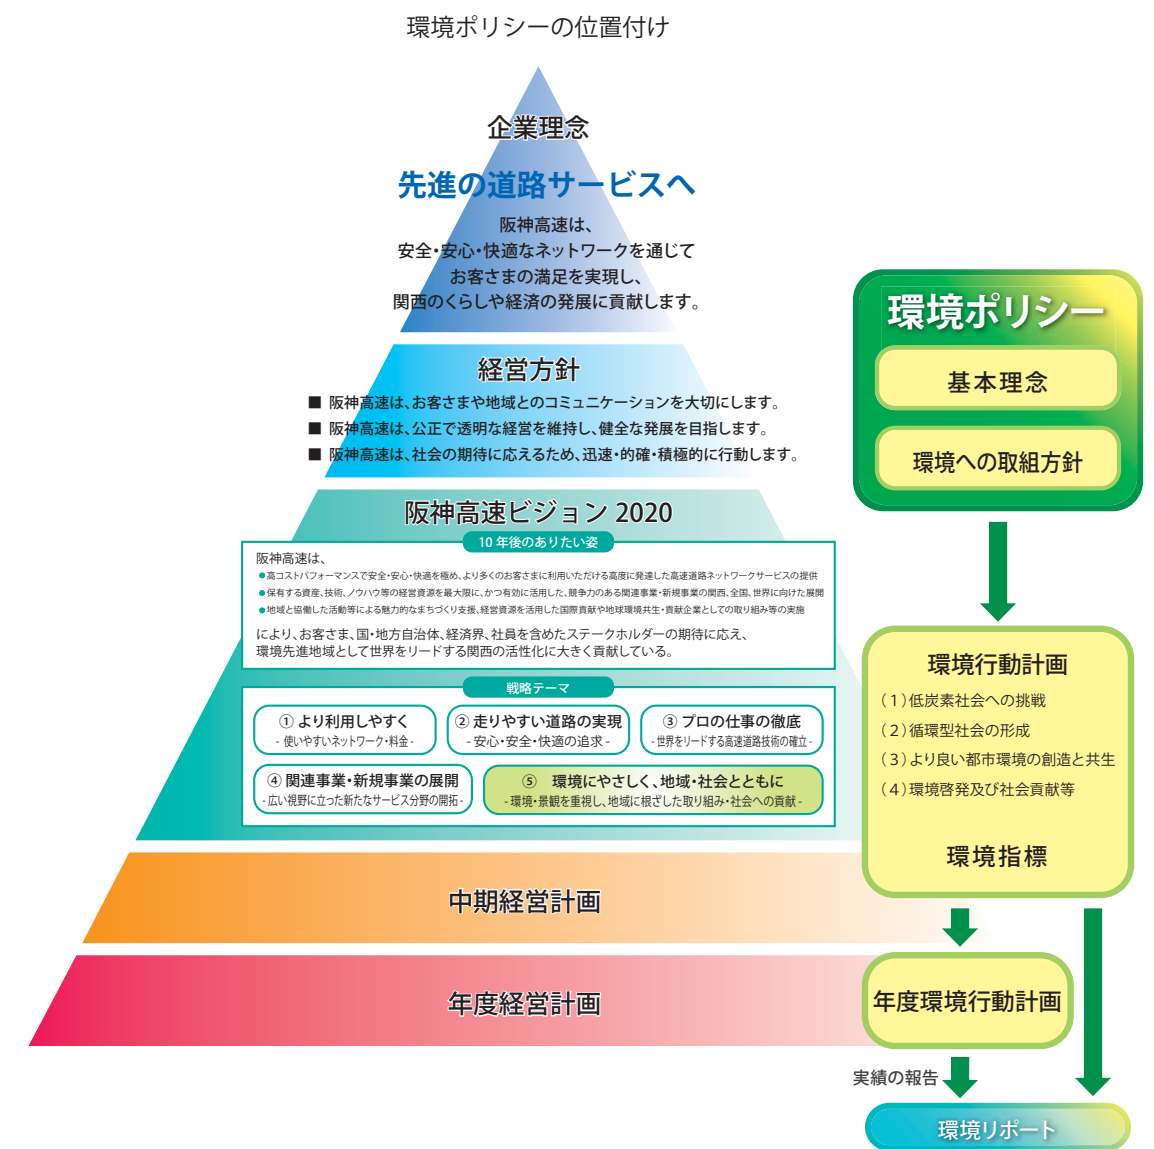 環境ポリシーの位置付け
企業理念
先進の道路サービスへ
阪神高速は、
安全・安心・快適なネットワークを通じて
お客さまの満足を実現し、
関西のくらしや経済の発展に貢献します。
経営方針
■ 阪神高速は、お客さまや地域とのコミュニケーションを大切にします。
■ 阪神高速は、公正で透明な経営を維持し、健全な発展を目指します。
■ 阪神高速は、社会の期待に応えるため、迅速・的確・積極的に行動します。
阪神高速ビジョン 2020
10 年後のありたい姿
阪神高速は、
●高コストパフォーマンスで安全・安心・快適を極め、より多くのお客さまに利用いただける高度に発達した高速道路ネットワークサービスの提供
●保有する資産、技術、ノウハウ等の経営資源を最大限に、かつ有効に活用した、競争力のある関連事業・新規事業の関西、全国、世界に向けた展開
●地域と協働した活動等による魅力的なまちづくり支援、経営資源を活用した国際貢献や地球環境共生・貢献企業としての取り組み等の実施
により、お客さま、国・地方自治体、経済界、社員を含めたステークホルダーの期待に応え、
環境先進地域として世界をリードする関西の活性化に大きく貢献している。
戦略テーマ
① より利用しやすく
- 使いやすいネットワーク・料金 -
② 走りやすい道路の実現
- 安心・安全・快適の追求 -
③ プロの仕事の徹底
- 世界をリードする高速道路技術の確立 -
④ 関連事業・新規事業の展開
- 広い視野に立った新たなサービス分野の開拓 -
⑤ 環境にやさしく、地域・社会とともに
- 環境・景観を重視し、地域に根ざした取り組み・社会への貢献 -
中期経営計画
年度経営計画
環境ポリシー
基本理念
環境への取組方針
環境行動計画
（1）低炭素社会への挑戦
（2）循環型社会の形成
（3）より良い都市環境の創造と共生
（4）環境啓発及び社会貢献等
環境指標
年度環境行動計画
実績の報告
環境リポート